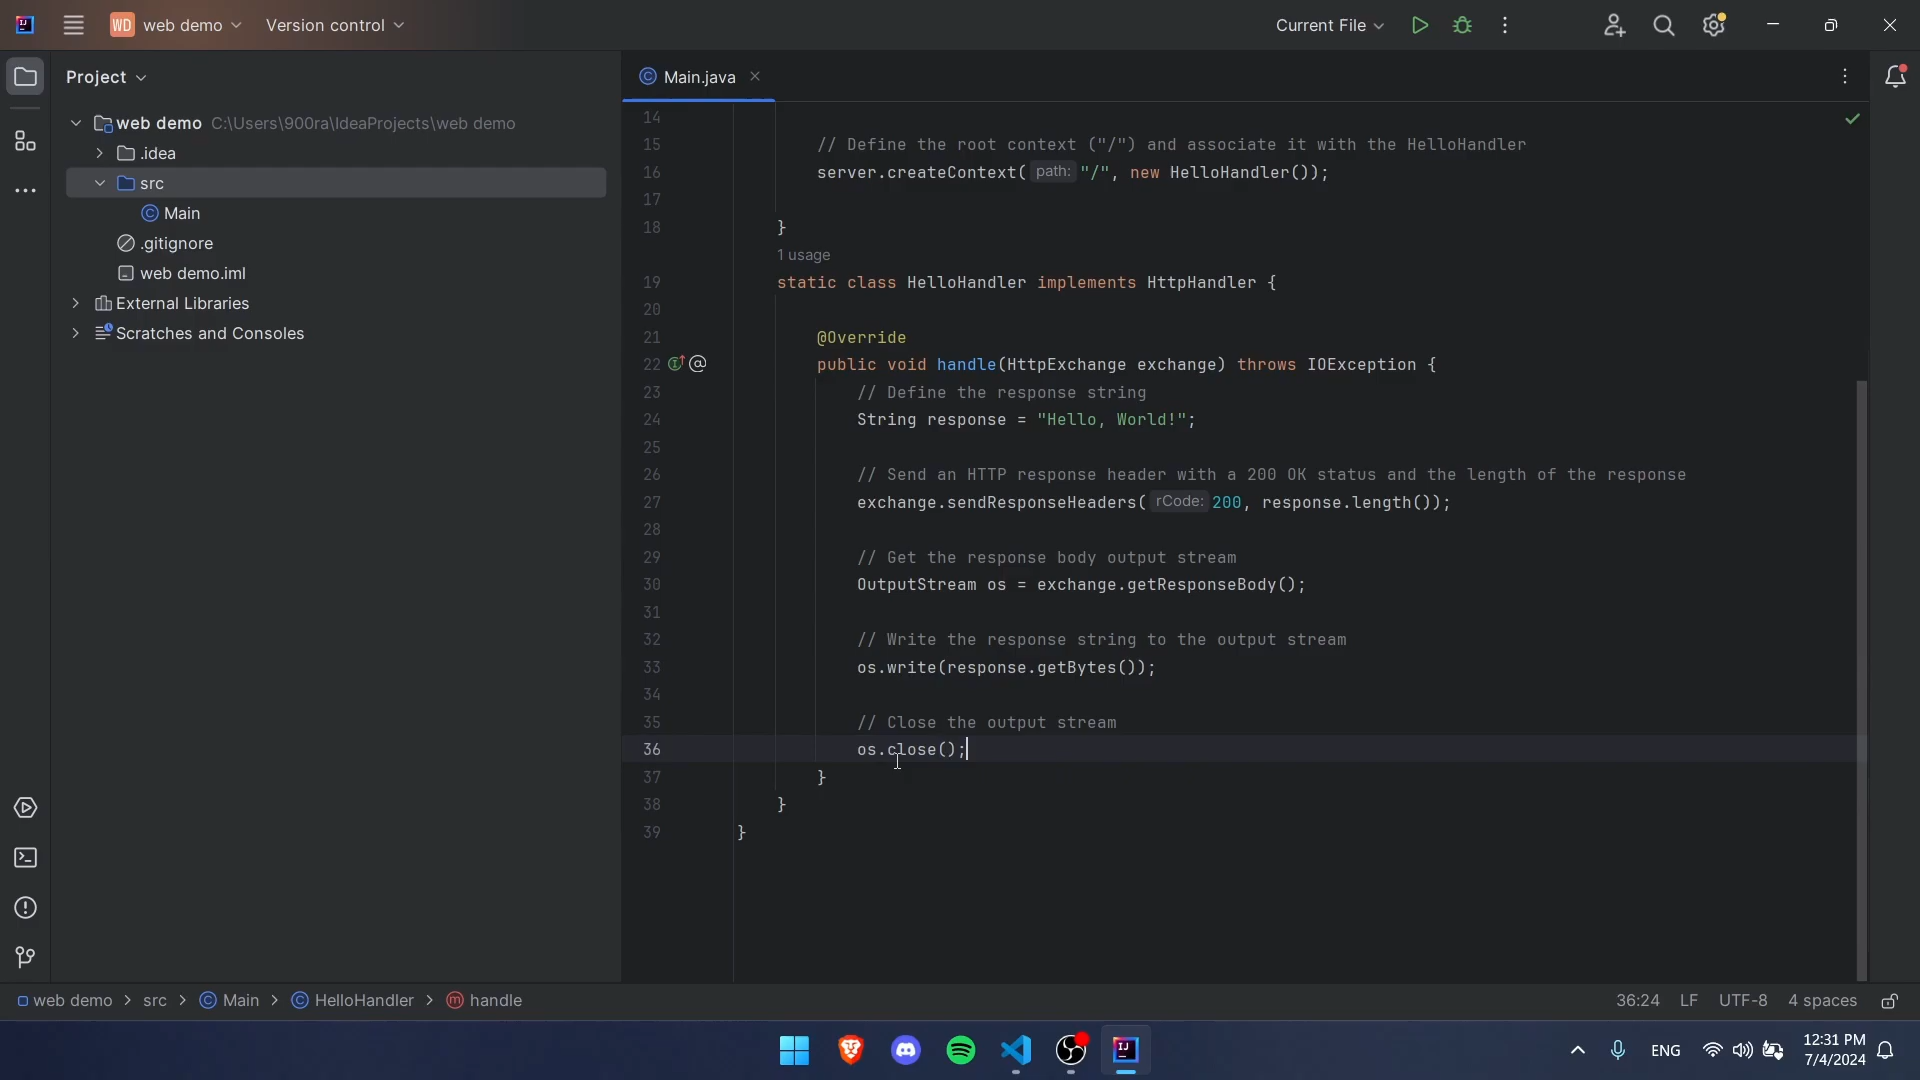 WD web demo Version control Current File
Project Main.java
web demo C:\Users\900ra\IdeaProjects\web demo
.idea
src
Main
.gitignore
web demo.iml
External Libraries
Scratches and Consoles
14
15 // Define the root context ("/") and associate it with the HelloHandler
16 server.createContext( path: "/", new HelloHandler());
17
18 }
1 usage
19 static class HelloHandler implements HttpHandler {
20
21 @Override
22 public void handle(HttpExchange exchange) throws IOException {
23 // Define the response string
24 String response = "Hello, World!";
25
26 // Send an HTTP response header with a 200 OK status and the length of the response
27 exchange.sendResponseHeaders( rCode: 200, response.length());
28
29 // Get the response body output stream
30 OutputStream os = exchange.getResponseBody();
31
32 // Write the response string to the output stream
33 os.write(response.getBytes());
34
35 // Close the output stream
36 os.close();
37 }
38 }
39 }
web demo > src > Main > HelloHandler > handle 36:24 LF UTF-8 4 spaces
ENG 12:31 PM
7/4/2024